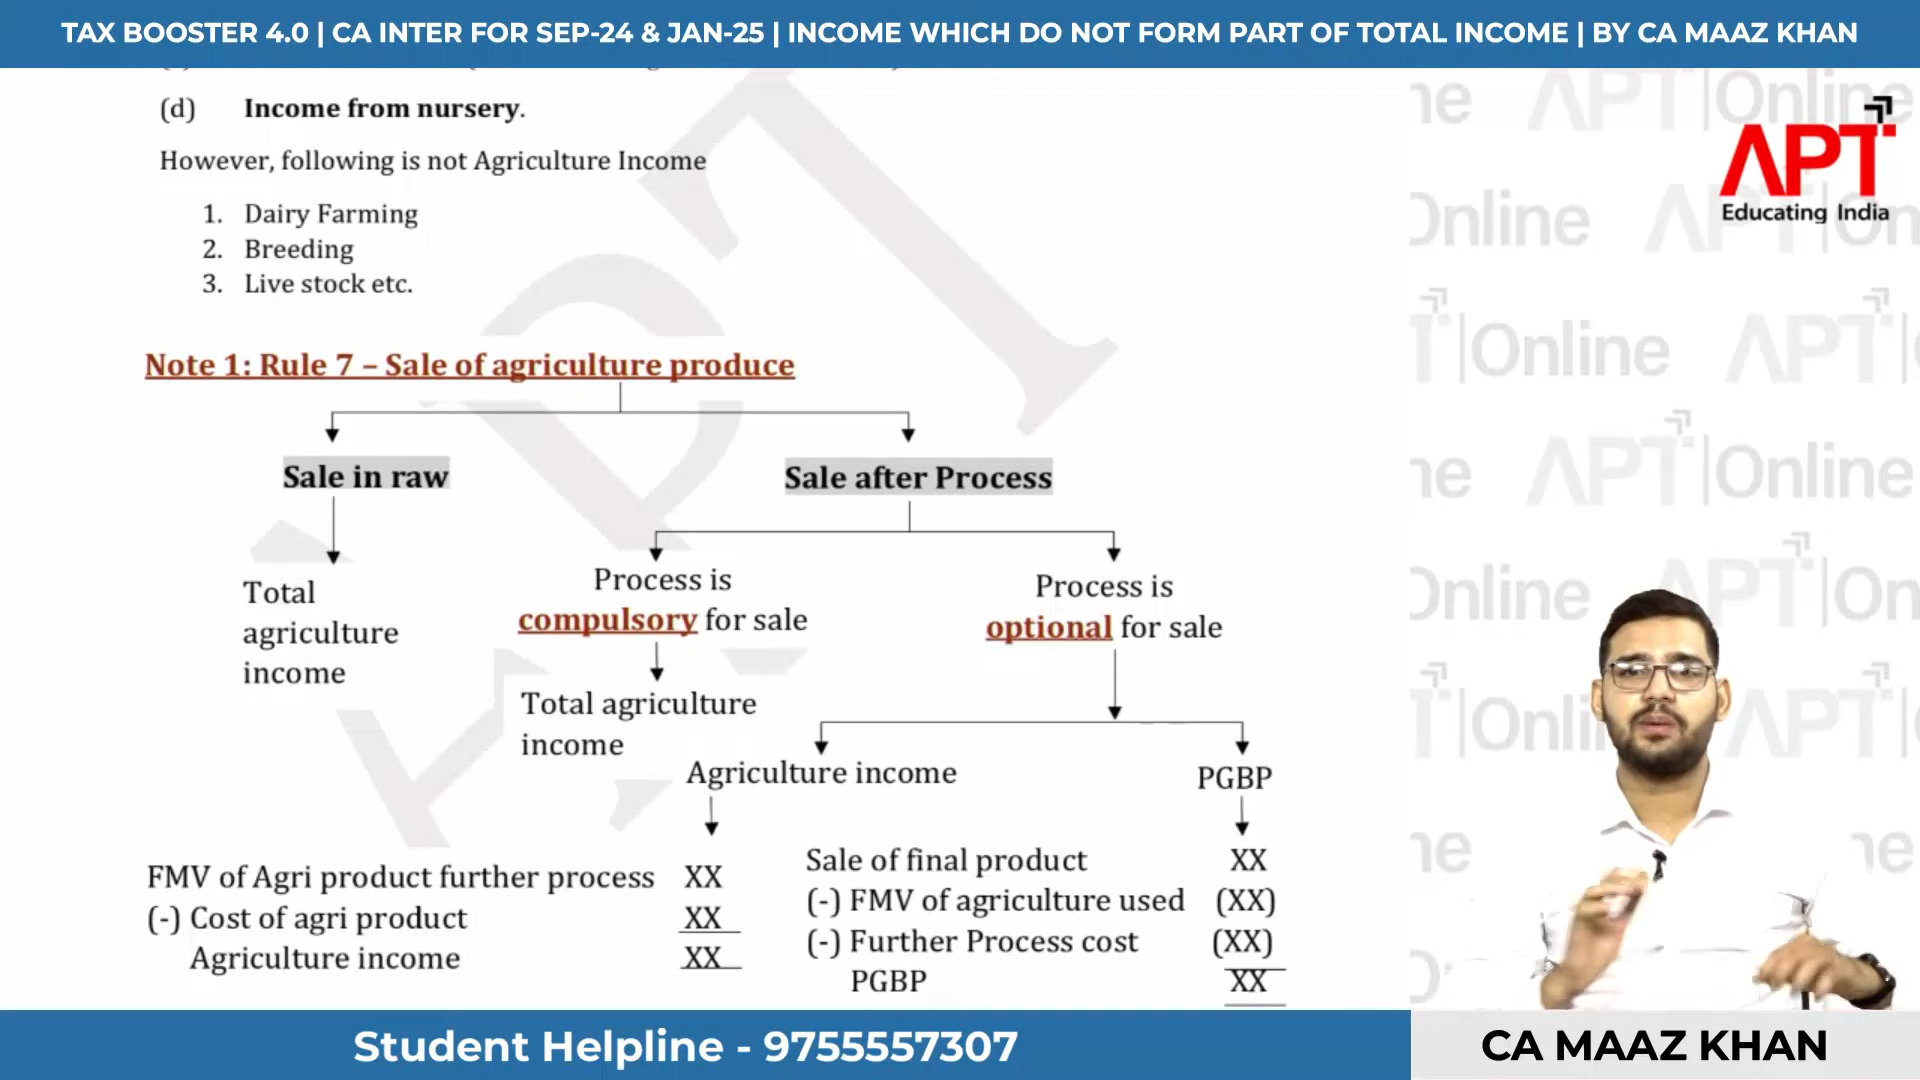 TAX BOOSTER 4.0 | CA INTER FOR SEP-24 & JAN-25 | INCOME WHICH DO NOT FORM PART OF TOTAL INCOME | BY CA MAAZ KHAN
(d) Income from nursery.
However, following is not Agriculture Income
1. Dairy Farming
2. Breeding
3. Live stock etc.
Note 1: Rule 7 – Sale of agriculture produce
Sale in raw
Sale after Process
Total
agriculture
income
Process is
compulsory for sale
Total agriculture
income
Process is
optional for sale
Agriculture income
PGBP
FMV of Agri product further process XX
(-) Cost of agri product XX
Agriculture income XX
Sale of final product XX
(-) FMV of agriculture used (XX)
(-) Further Process cost (XX)
PGBP XX
APT
Educating India
APT|Online
Student Helpline - 9755557307
CA MAAZ KHAN